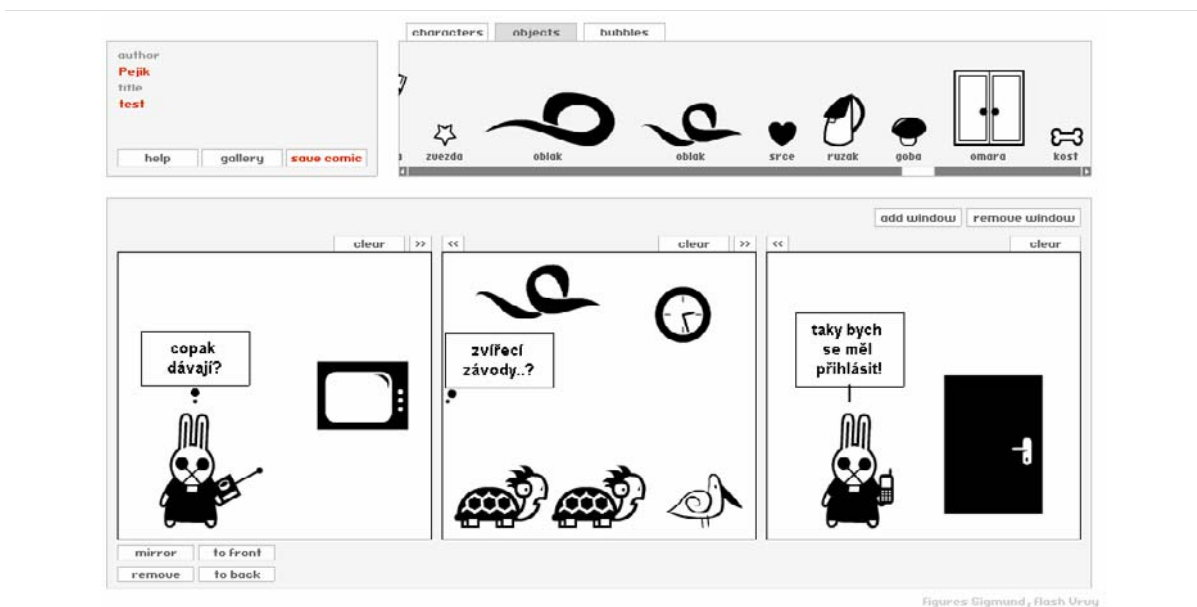 characters objects bubbles
author
Pejik
title
test
help gallery save comic
zvezda oblak oblak srce ruzak goba omara kost
add window remove window
clear >> << clear >> << clear
copak
dávají?
zvířecí
závody..?
taky bych
se měl
přihlásit!
mirror to front
remove to back
figures Sigmund, flash Vruy